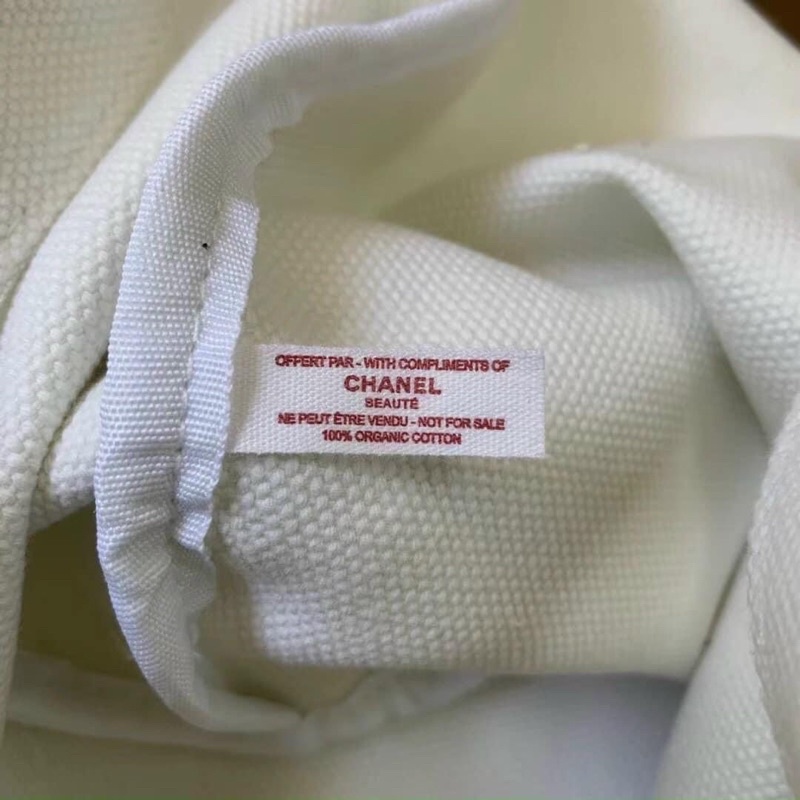 OFFERT PAR - WITH COMPLIMENTS OF
CHANEL
BEAUTÉ
NE PEUT ÊTRE VENDU - NOT FOR SALE
100% ORGANIC COTTON